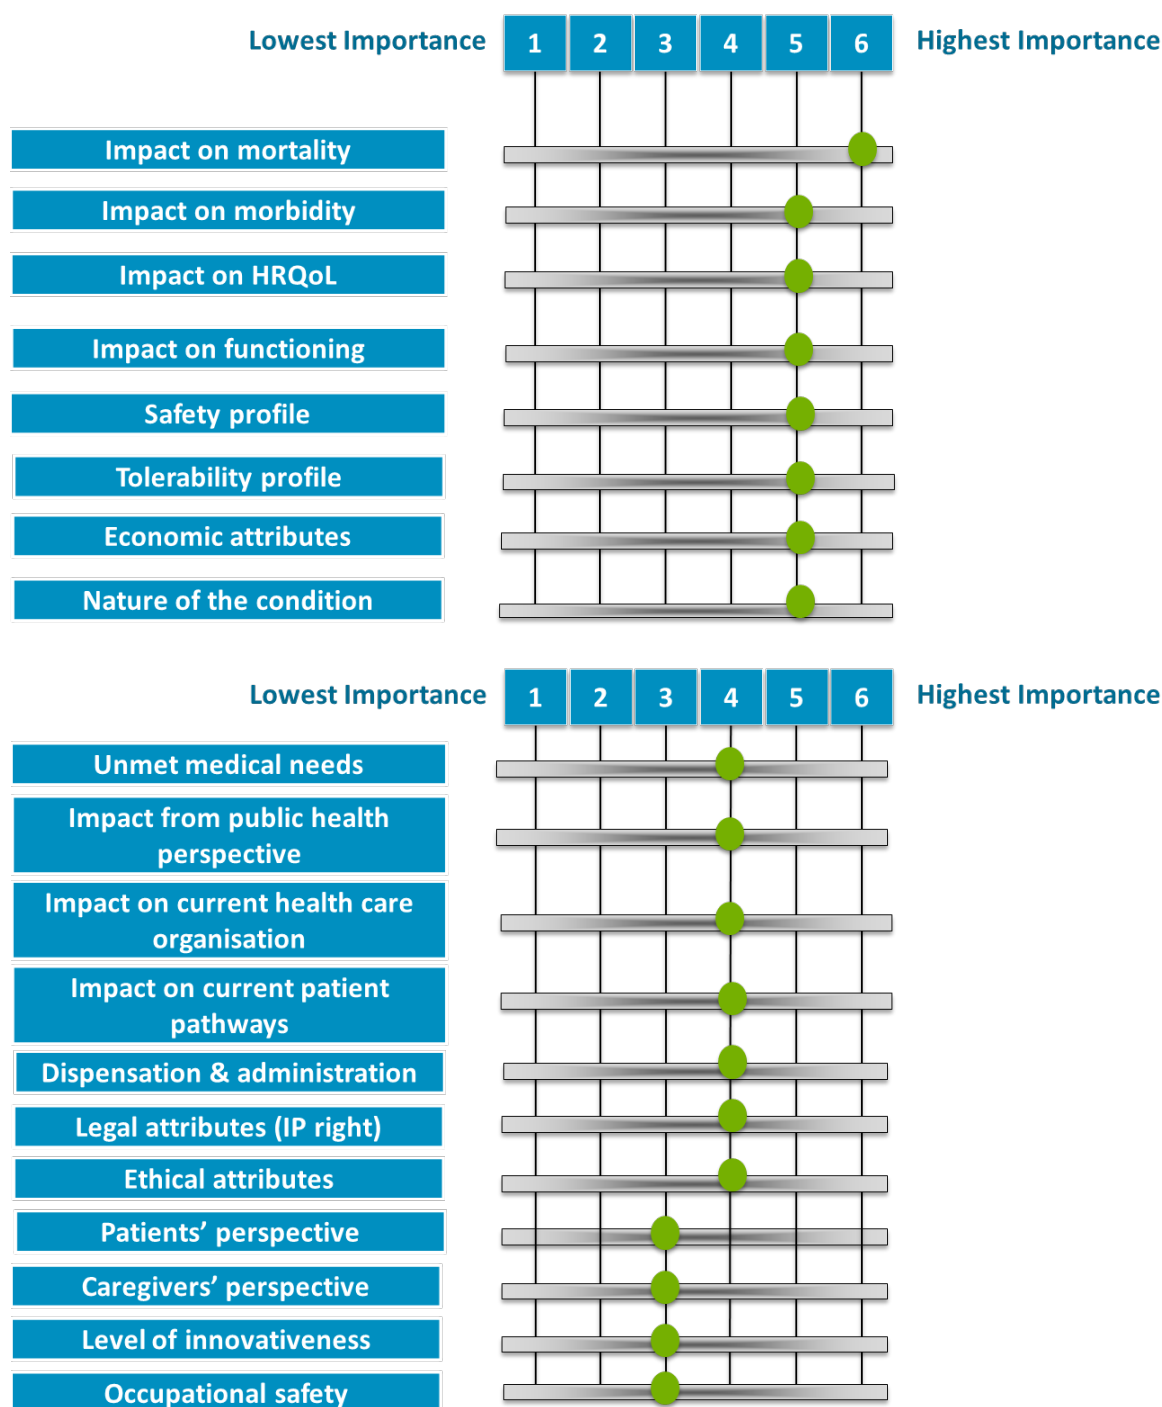 Lowest Importance 1 2 3 4 5 6 Highest Importance
Impact on mortality
Impact on morbidity
Impact on HRQoL
Impact on functioning
Safety profile
Tolerability profile
Economic attributes
Nature of the condition
Lowest Importance 1 2 3 4 5 6 Highest Importance
Unmet medical needs
Impact from public health
perspective
Impact on current health care
organisation
Impact on current patient
pathways
Dispensation & administration
Legal attributes (IP right)
Ethical attributes
Patients’ perspective
Caregivers’ perspective
Level of innovativeness
Occupational safety